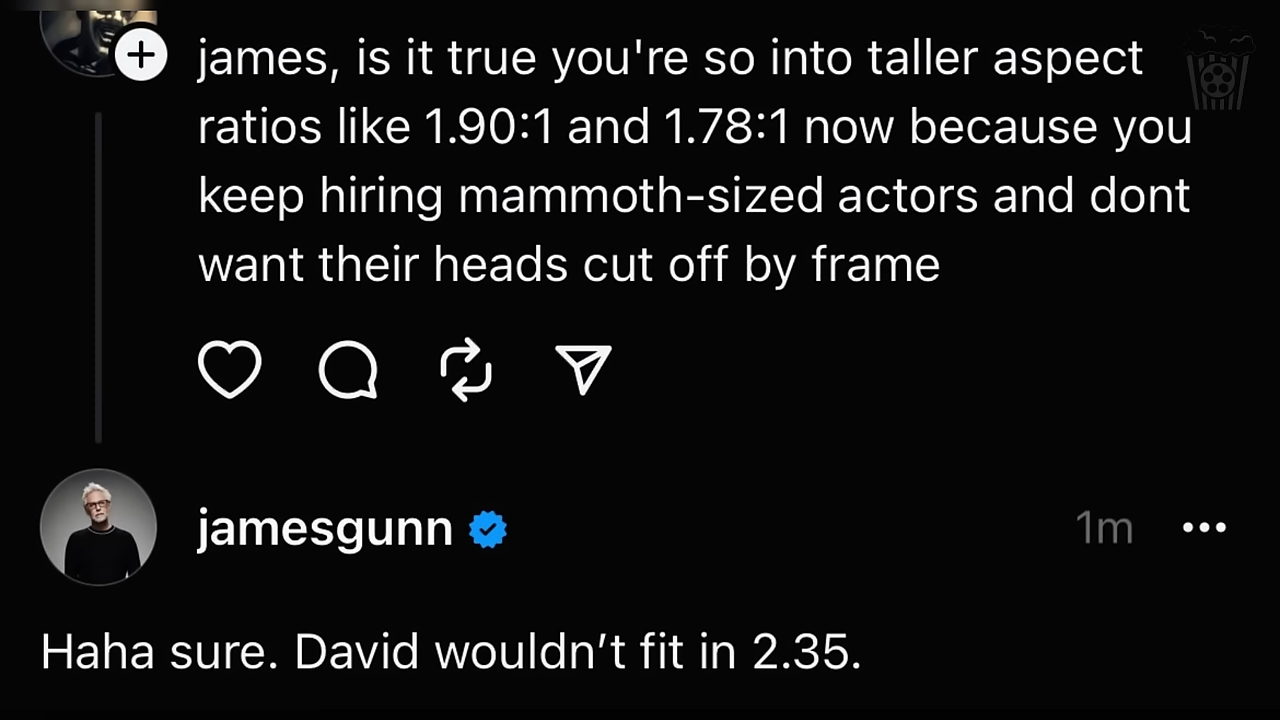 james, is it true you're so into taller aspect
ratios like 1.90:1 and 1.78:1 now because you
keep hiring mammoth-sized actors and dont
want their heads cut off by frame
jamesgunn
1m
Haha sure. David wouldn’t fit in 2.35.